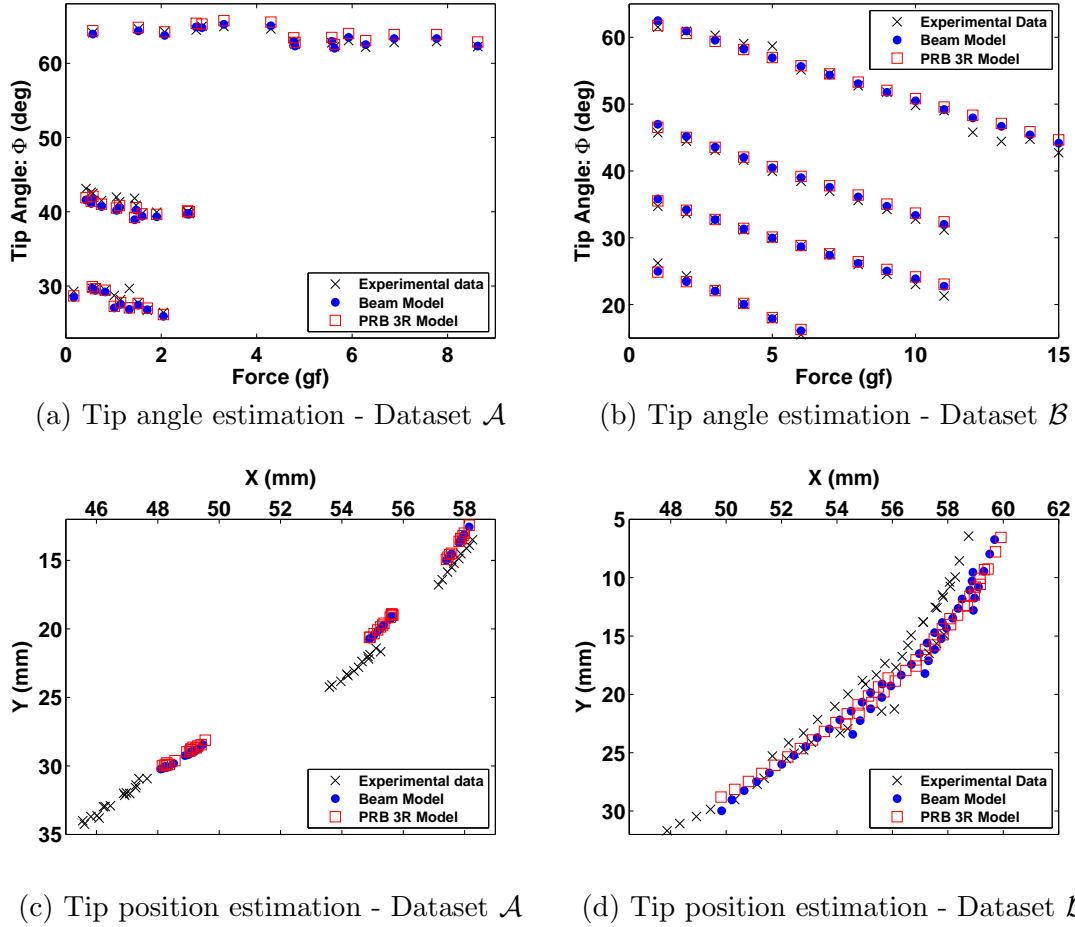 60
50
40
30
Tip Angle: Φ (deg)
0 2 4 6 8
Force (gf)
Experimental data
Beam Model
PRB 3R Model
(a) Tip angle estimation - Dataset 𝒜
60
50
40
30
20
Tip Angle: Φ (deg)
0 5 10 15
Force (gf)
Experimental Data
Beam Model
PRB 3R Model
(b) Tip angle estimation - Dataset ℬ
X (mm)
46 48 50 52 54 56 58
15
20
25
30
35
Y (mm)
Experimental data
Beam Model
PRB 3R Model
(c) Tip position estimation - Dataset 𝒜
X (mm)
48 50 52 54 56 58 60 62
5
10
15
20
25
30
Y (mm)
Experimental Data
Beam Model
PRB 3R Model
(d) Tip position estimation - Dataset ℬ